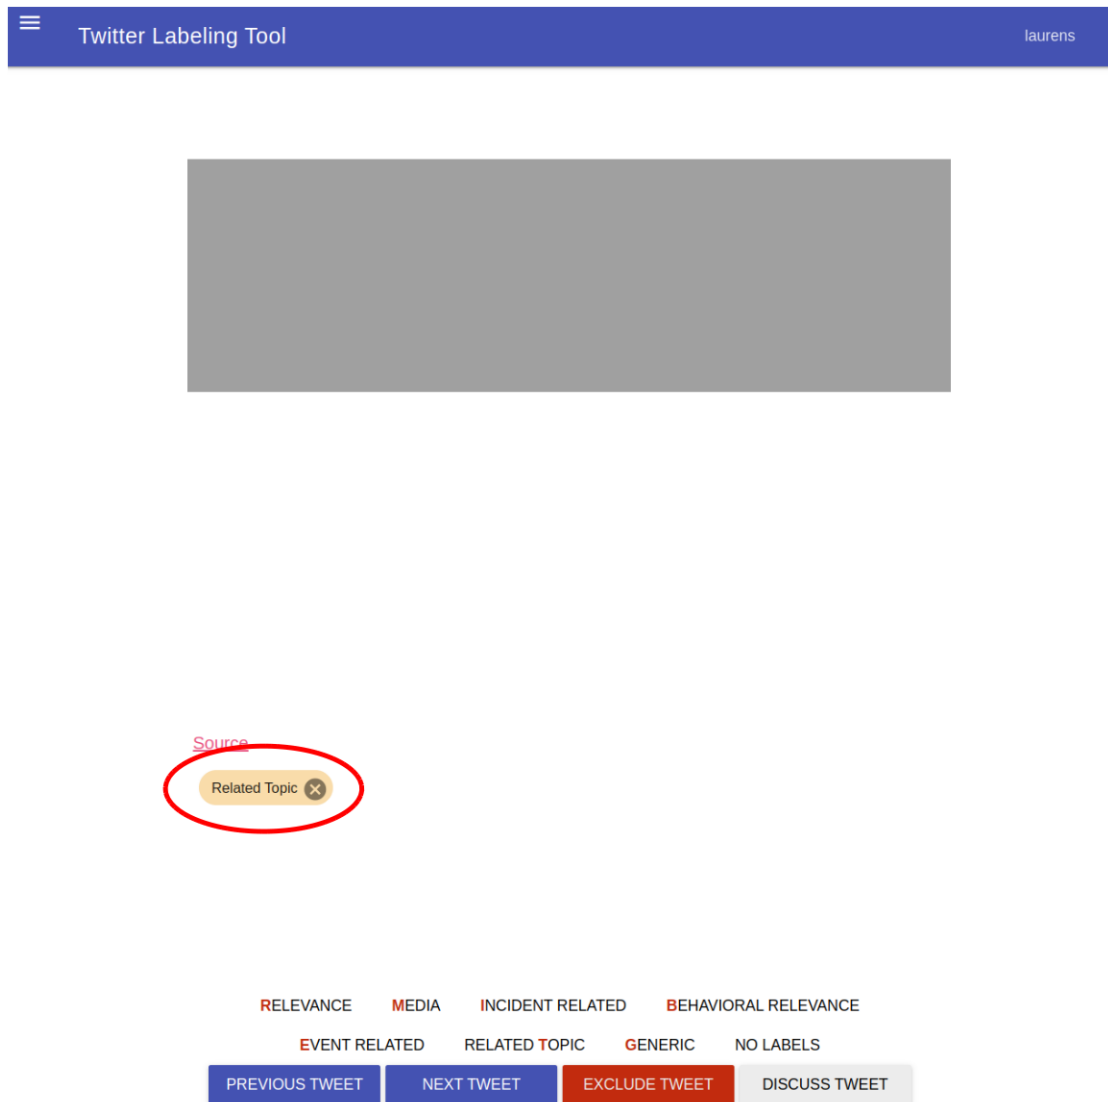 Twitter Labeling Tool laurens
Source
Related Topic
RELEVANCE MEDIA INCIDENT RELATED BEHAVIORAL RELEVANCE
EVENT RELATED RELATED TOPIC GENERIC NO LABELS
PREVIOUS TWEET NEXT TWEET EXCLUDE TWEET DISCUSS TWEET